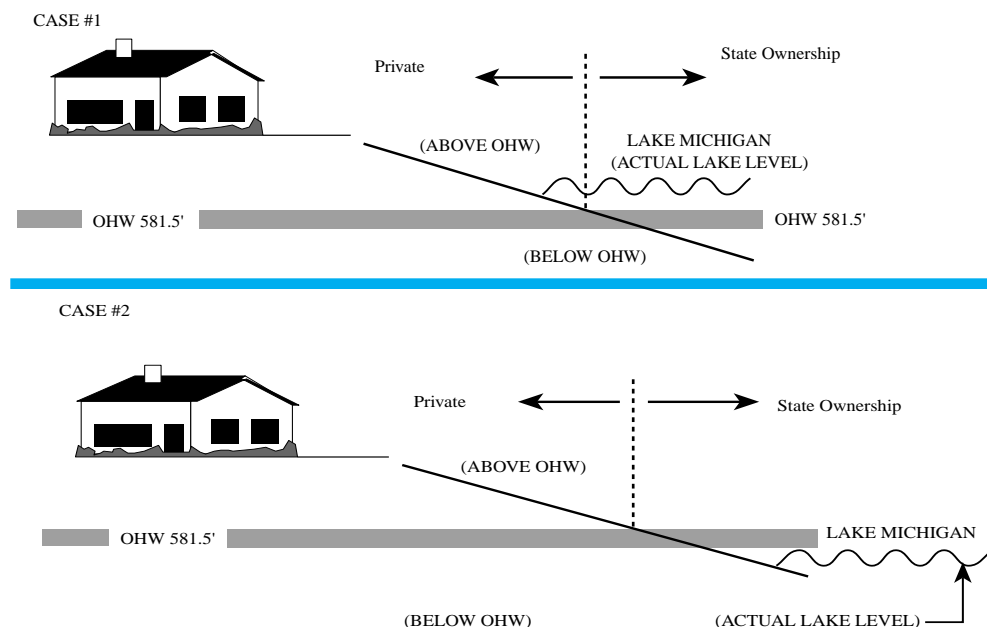 CASE #1
Private
State Ownership
(ABOVE OHW)
LAKE MICHIGAN
(ACTUAL LAKE LEVEL)
OHW 581.5'
OHW 581.5'
(BELOW OHW)
CASE #2
Private
State Ownership
(ABOVE OHW)
OHW 581.5'
LAKE MICHIGAN
(BELOW OHW)
(ACTUAL LAKE LEVEL)